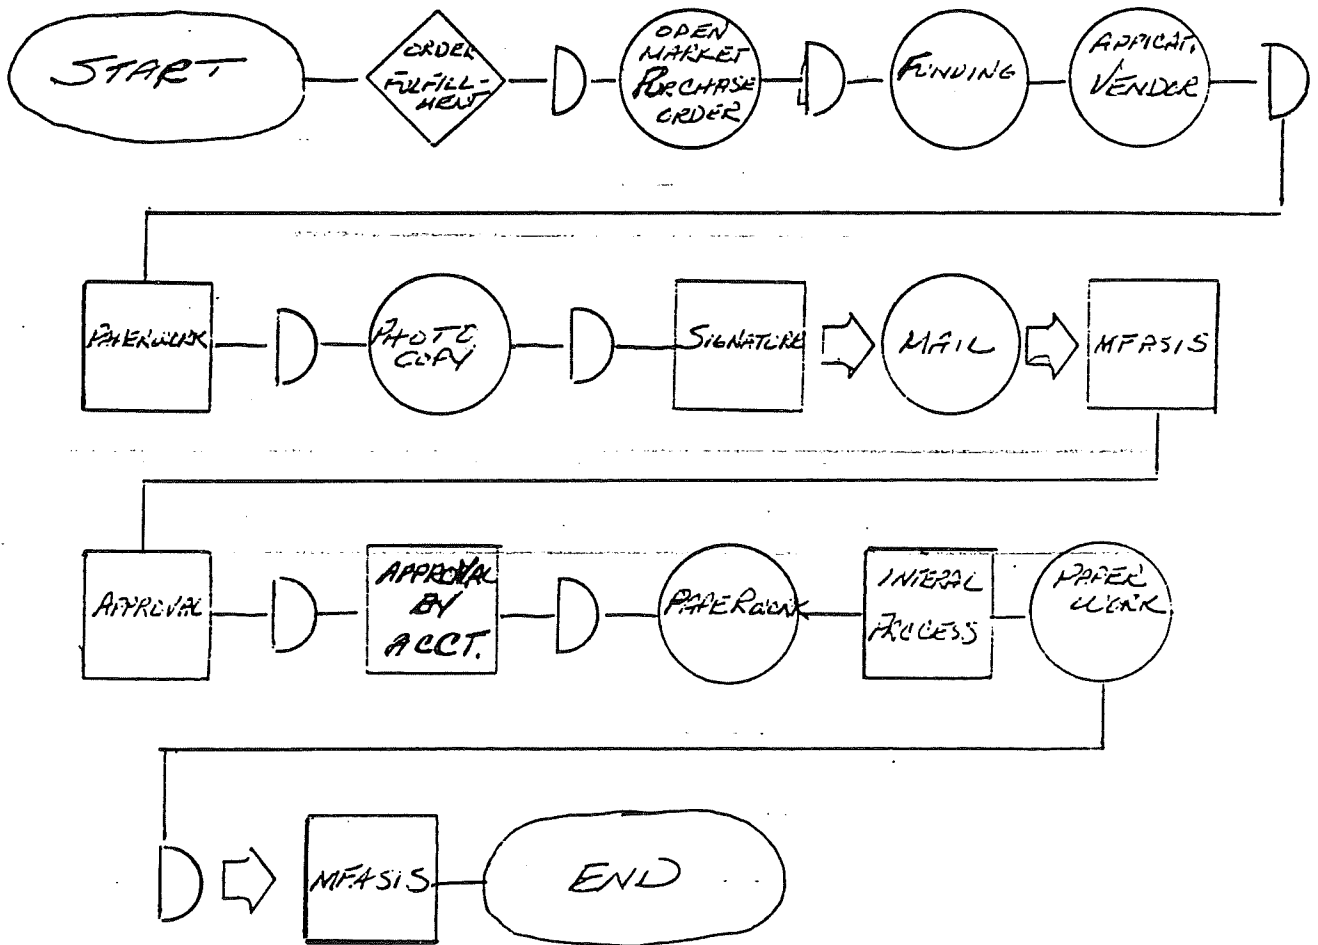 START
ORDER
FULFILL-
MENT
OPEN
MARKET
PURCHASE
ORDER
FUNDING
APPICAT.
VENDOR
PAPERWORK
PHOTO
COPY
SIGNATURE
MAIL
MFASIS
APPROVAL
APPROVAL
BY
ACCT.
PAPERWORK
INTERAL
PROCESS
PAPER
WORK
MFASIS
END